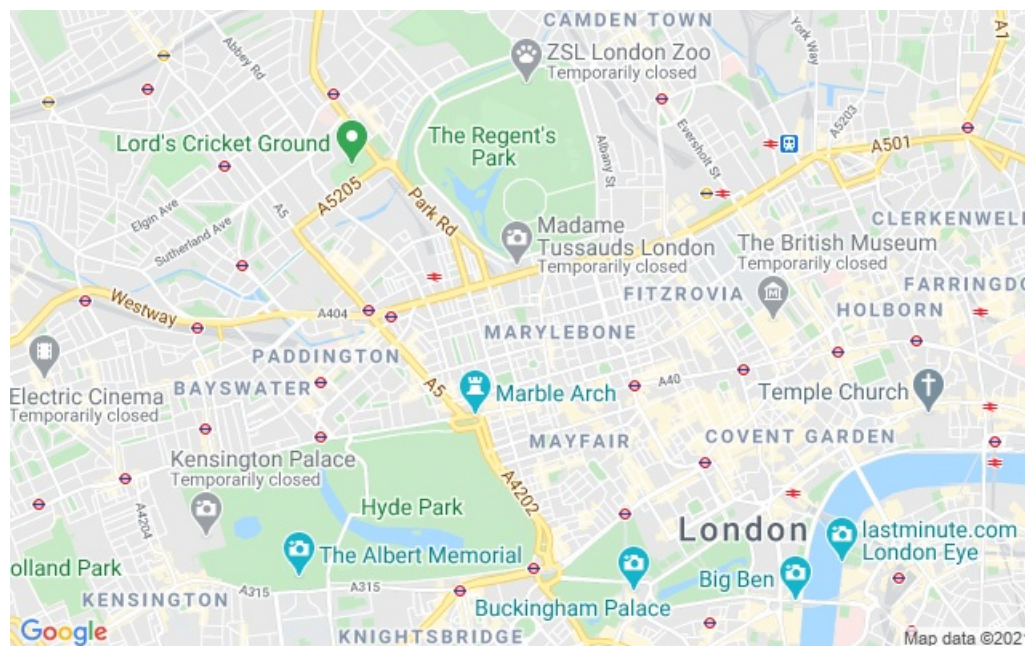 CAMDEN TOWN
York Way
A1
Abbey Rd
ZSL London Zoo
Temporarily closed
A5203
Lord's Cricket Ground
The Regent's
Park
Albany St
Eversholt St
A501
A5205
Elgin Ave
A5
Park Rd
Sutherland Ave
CLERKENWELL
Madame
Tussauds London
Temporarily closed
The British Museum
Temporarily closed
FITZROVIA
FARRINGDO
HOLBORN
Westway
A404
MARYLEBONE
PADDINGTON
BAYSWATER
A5
A40
Electric Cinema
Temporarily closed
Marble Arch
Temple Church
MAYFAIR
COVENT GARDEN
Kensington Palace
Temporarily closed
A4202
A4204
Hyde Park
London
lastminute.com
London Eye
The Albert Memorial
olland Park
Big Ben
A315
A315
KENSINGTON
Buckingham Palace
KNIGHTSBRIDGE
Google
Map data ©2021